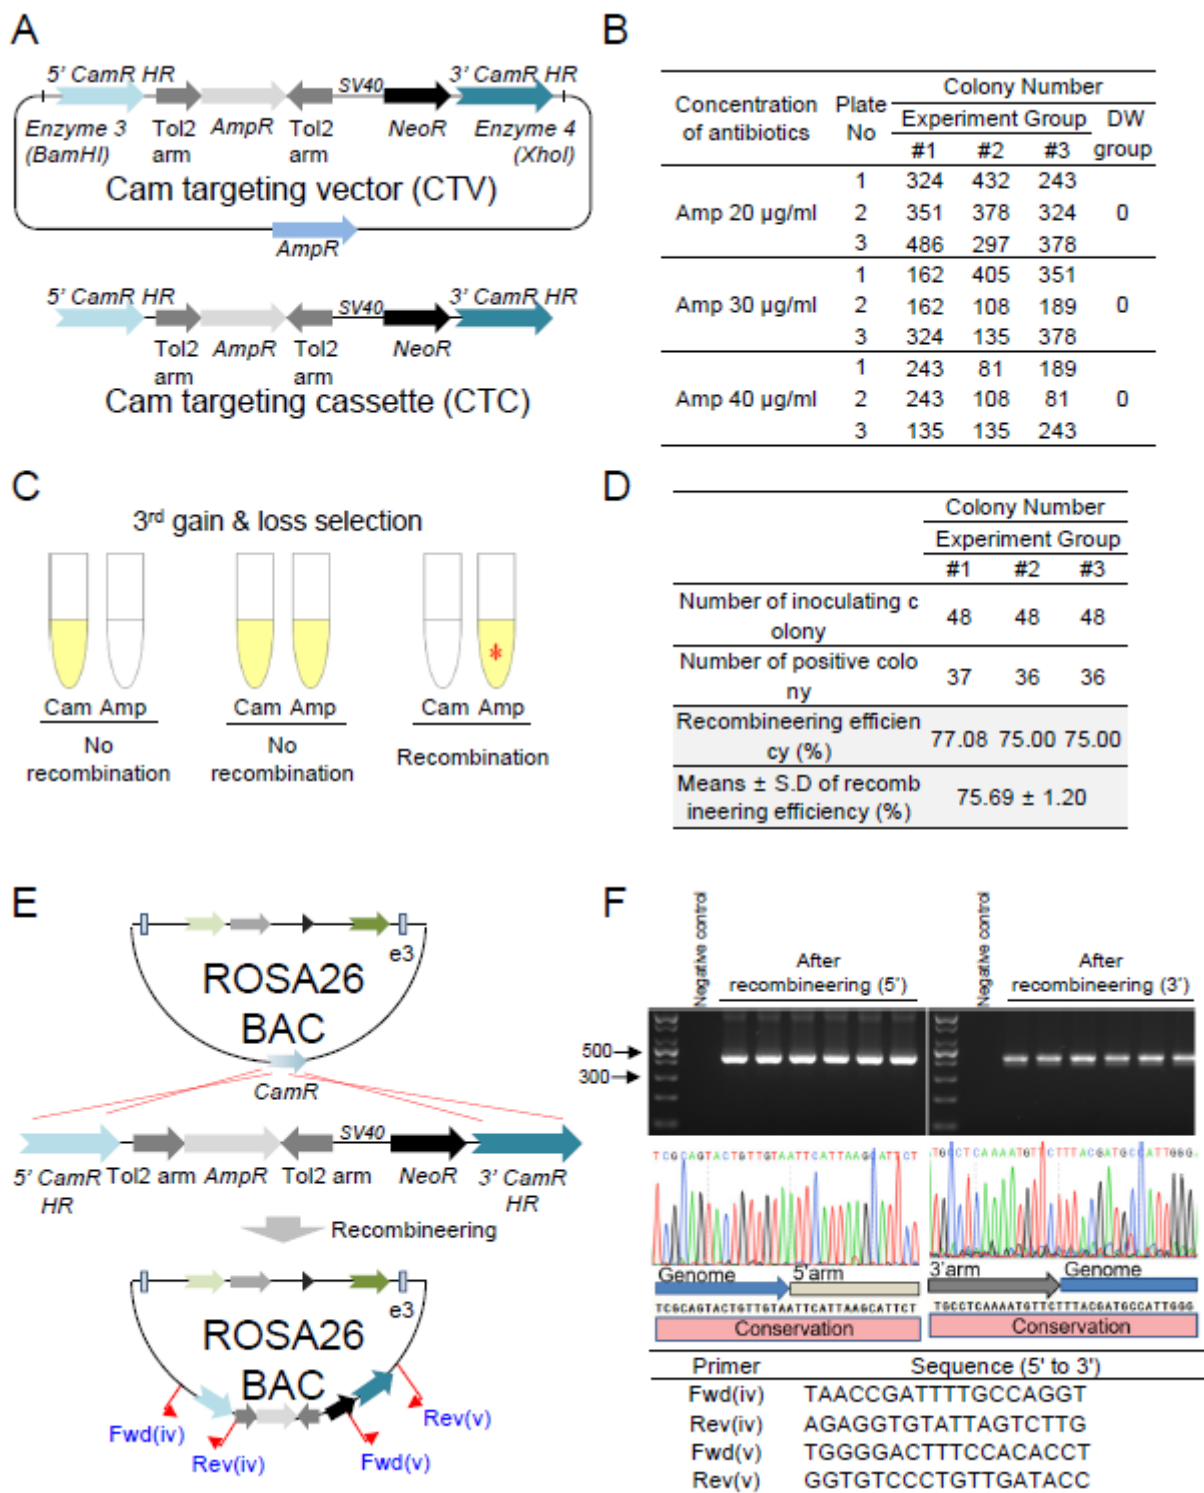 A
5' CamR HR
SV40
3' CamR HR
Enzyme 3
(BamHI)
Tol2
arm
AmpR
Tol2
arm
NeoR
Enzyme 4
(XhoI)
Cam targeting vector (CTV)
AmpR
5' CamR HR
SV40
3' CamR HR
Tol2
arm
AmpR
Tol2
arm
NeoR
Cam targeting cassette (CTC)
B
Concentration
of antibiotics
Plate
No
Colony Number
Experiment Group
DW
group
#1 #2 #3
Amp 20 µg/ml
1 324 432 243
2 351 378 324 0
3 486 297 378
Amp 30 µg/ml
1 162 405 351
2 162 108 189 0
3 324 135 378
Amp 40 µg/ml
1 243 81 189
2 243 108 81 0
3 135 135 243
C
3rd gain & loss selection
*
Cam Amp
No
recombination
Cam Amp
No
recombination
Cam Amp
Recombination
D
Colony Number
Experiment Group
#1 #2 #3
Number of inoculating c
olony
48 48 48
Number of positive colo
ny
37 36 36
Recombineering efficien
cy (%)
77.08 75.00 75.00
Means ± S.D of recomb
ineering efficiency (%)
75.69 ± 1.20
E
e3
ROSA26
BAC
CamR
SV40
5' CamR
HR
Tol2 arm
AmpR
Tol2 arm
NeoR
3' CamR
HR
Recombineering
e3
ROSA26
BAC
Fwd(iv)
Rev(iv)
Fwd(v)
Rev(v)
F
Negative control
After
recombineering (5')
Negative control
After
recombineering (3')
500
300
TCGCAGTACTGTTGTAATTCATTAAGCATTCT
TGCCTCAAAATGTTCTTTACGATGCCATTGGG
Genome
5'arm
3'arm
Genome
TCGCAGTACTGTTGTAATTCATTAAGCATTCT
TGCCTCAAAATGTTCTTTACGATGCCATTGGG
Conservation
Conservation
Primer Sequence (5' to 3')
Fwd(iv) TAACCGATTTTGCCAGGT
Rev(iv) AGAGGTGTATTAGTCTTG
Fwd(v) TGGGGACTTTCCACACCT
Rev(v) GGTGTCCCTGTTGATACC